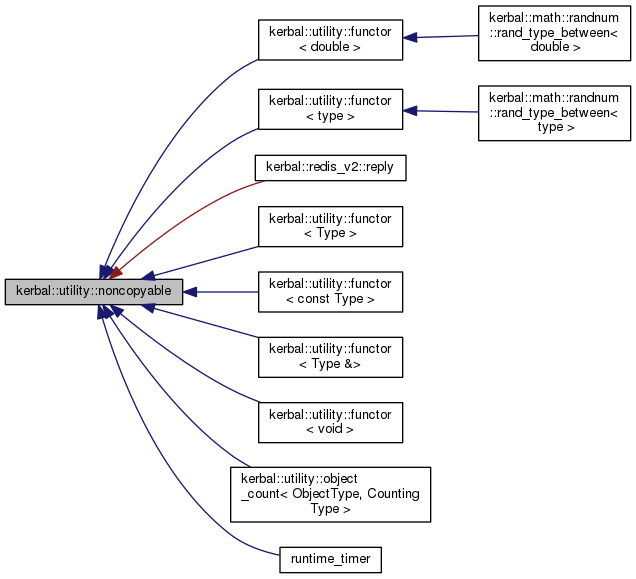 kerbal::utility::functor
< double >
kerbal::math::randnum
::rand_type_between<
double >
kerbal::utility::functor
< type >
kerbal::math::randnum
::rand_type_between<
type >
kerbal::redis_v2::reply
kerbal::utility::functor
< Type >
kerbal::utility::noncopyable
kerbal::utility::functor
< const Type >
kerbal::utility::functor
< Type &>
kerbal::utility::functor
< void >
kerbal::utility::object
_count< ObjectType, Counting
Type >
runtime_timer